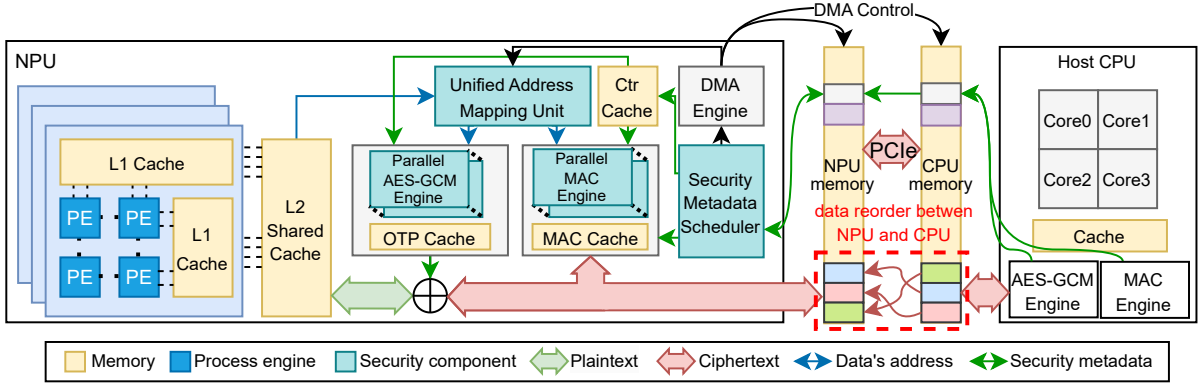 DMA Control
NPU
Host CPU
Unified Address
Mapping Unit
Ctr
Cache
DMA
Engine
Core0
Core1
Core2
Core3
L1 Cache
PE
PE
L1
Cache
PE
PE
L2
Shared
Cache
Parallel
AES-GCM
Engine
OTP Cache
Parallel
MAC
Engine
MAC Cache
Security
Metadata
Scheduler
PCIe
NPU
memory
CPU
memory
data reorder betwen
NPU and CPU
Cache
AES-GCM
Engine
MAC
Engine
Memory
Process engine
Security component
Plaintext
Ciphertext
Data's address
Security metadata